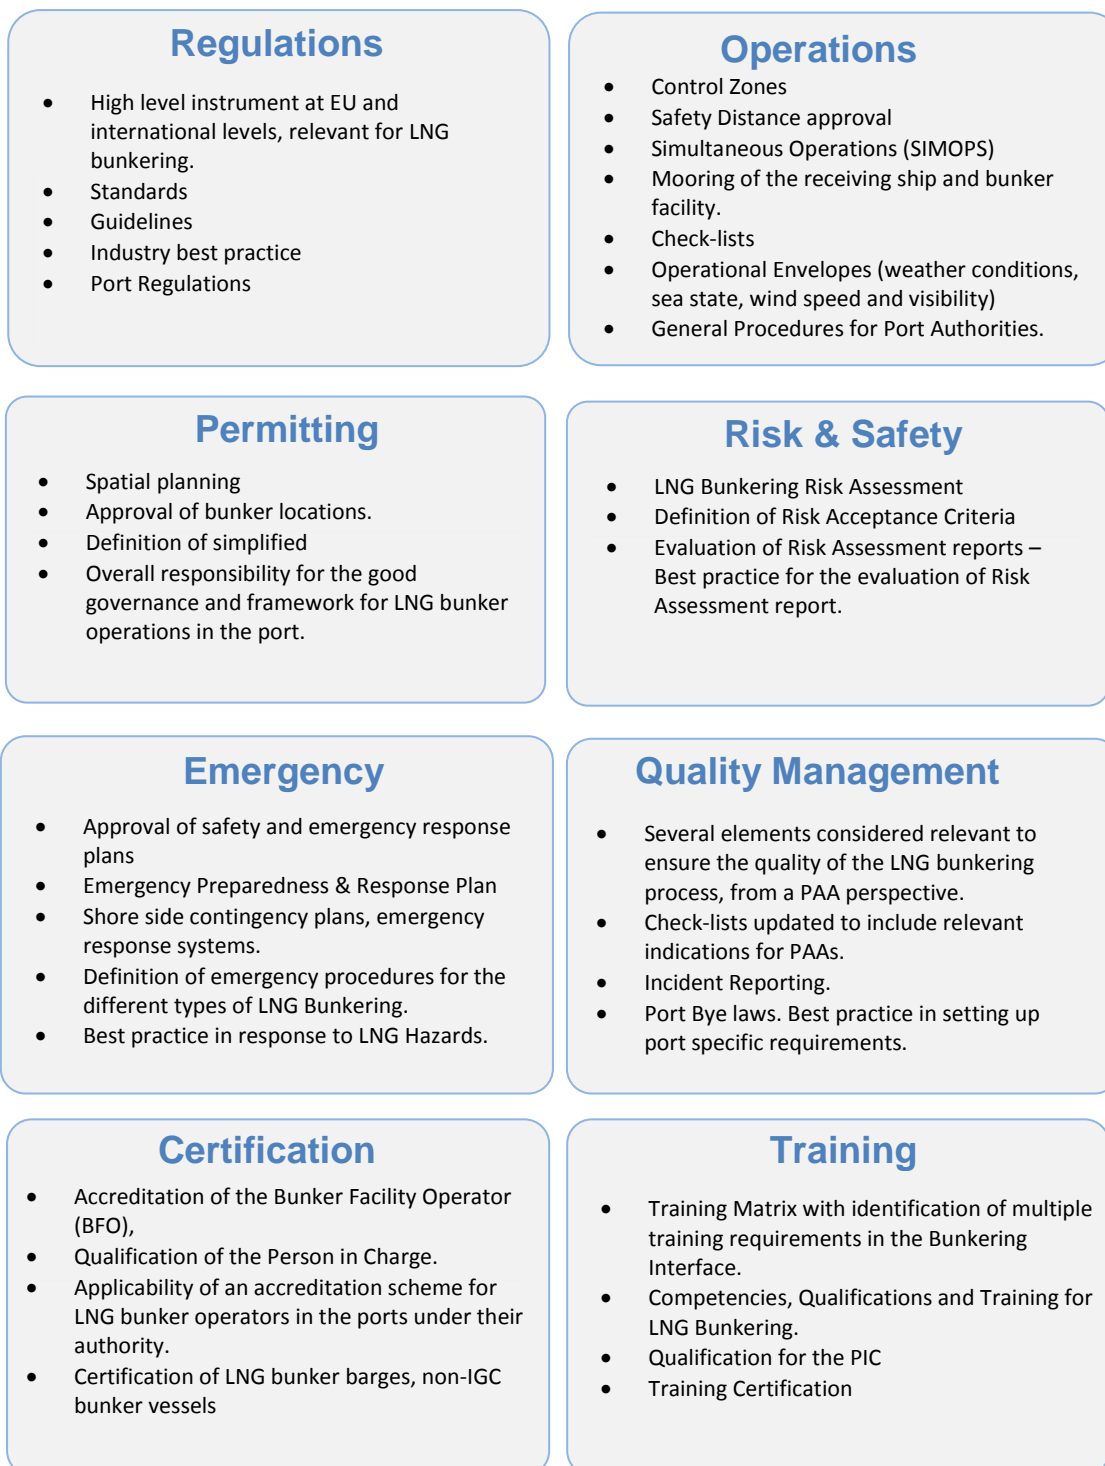 Regulations
• High level instrument at EU and
international levels, relevant for LNG
bunkering.
• Standards
• Guidelines
• Industry best practice
• Port Regulations
Operations
• Control Zones
• Safety Distance approval
• Simultaneous Operations (SIMOPS)
• Mooring of the receiving ship and bunker
facility.
• Check-lists
• Operational Envelopes (weather conditions,
sea state, wind speed and visibility)
• General Procedures for Port Authorities.
Permitting
• Spatial planning
• Approval of bunker locations.
• Definition of simplified
• Overall responsibility for the good
governance and framework for LNG bunker
operations in the port.
Risk & Safety
• LNG Bunkering Risk Assessment
• Definition of Risk Acceptance Criteria
• Evaluation of Risk Assessment reports –
Best practice for the evaluation of Risk
Assessment report.
Emergency
• Approval of safety and emergency response
plans
• Emergency Preparedness & Response Plan
• Shore side contingency plans, emergency
response systems.
• Definition of emergency procedures for the
different types of LNG Bunkering.
• Best practice in response to LNG Hazards.
Quality Management
• Several elements considered relevant to
ensure the quality of the LNG bunkering
process, from a PAA perspective.
• Check-lists updated to include relevant
indications for PAAs.
• Incident Reporting.
• Port Bye laws. Best practice in setting up
port specific requirements.
Certification
• Accreditation of the Bunker Facility Operator
(BFO),
• Qualification of the Person in Charge.
• Applicability of an accreditation scheme for
LNG bunker operators in the ports under their
authority.
• Certification of LNG bunker barges, non-IGC
bunker vessels
Training
• Training Matrix with identification of multiple
training requirements in the Bunkering
Interface.
• Competencies, Qualifications and Training for
LNG Bunkering.
• Qualification for the PIC
• Training Certification